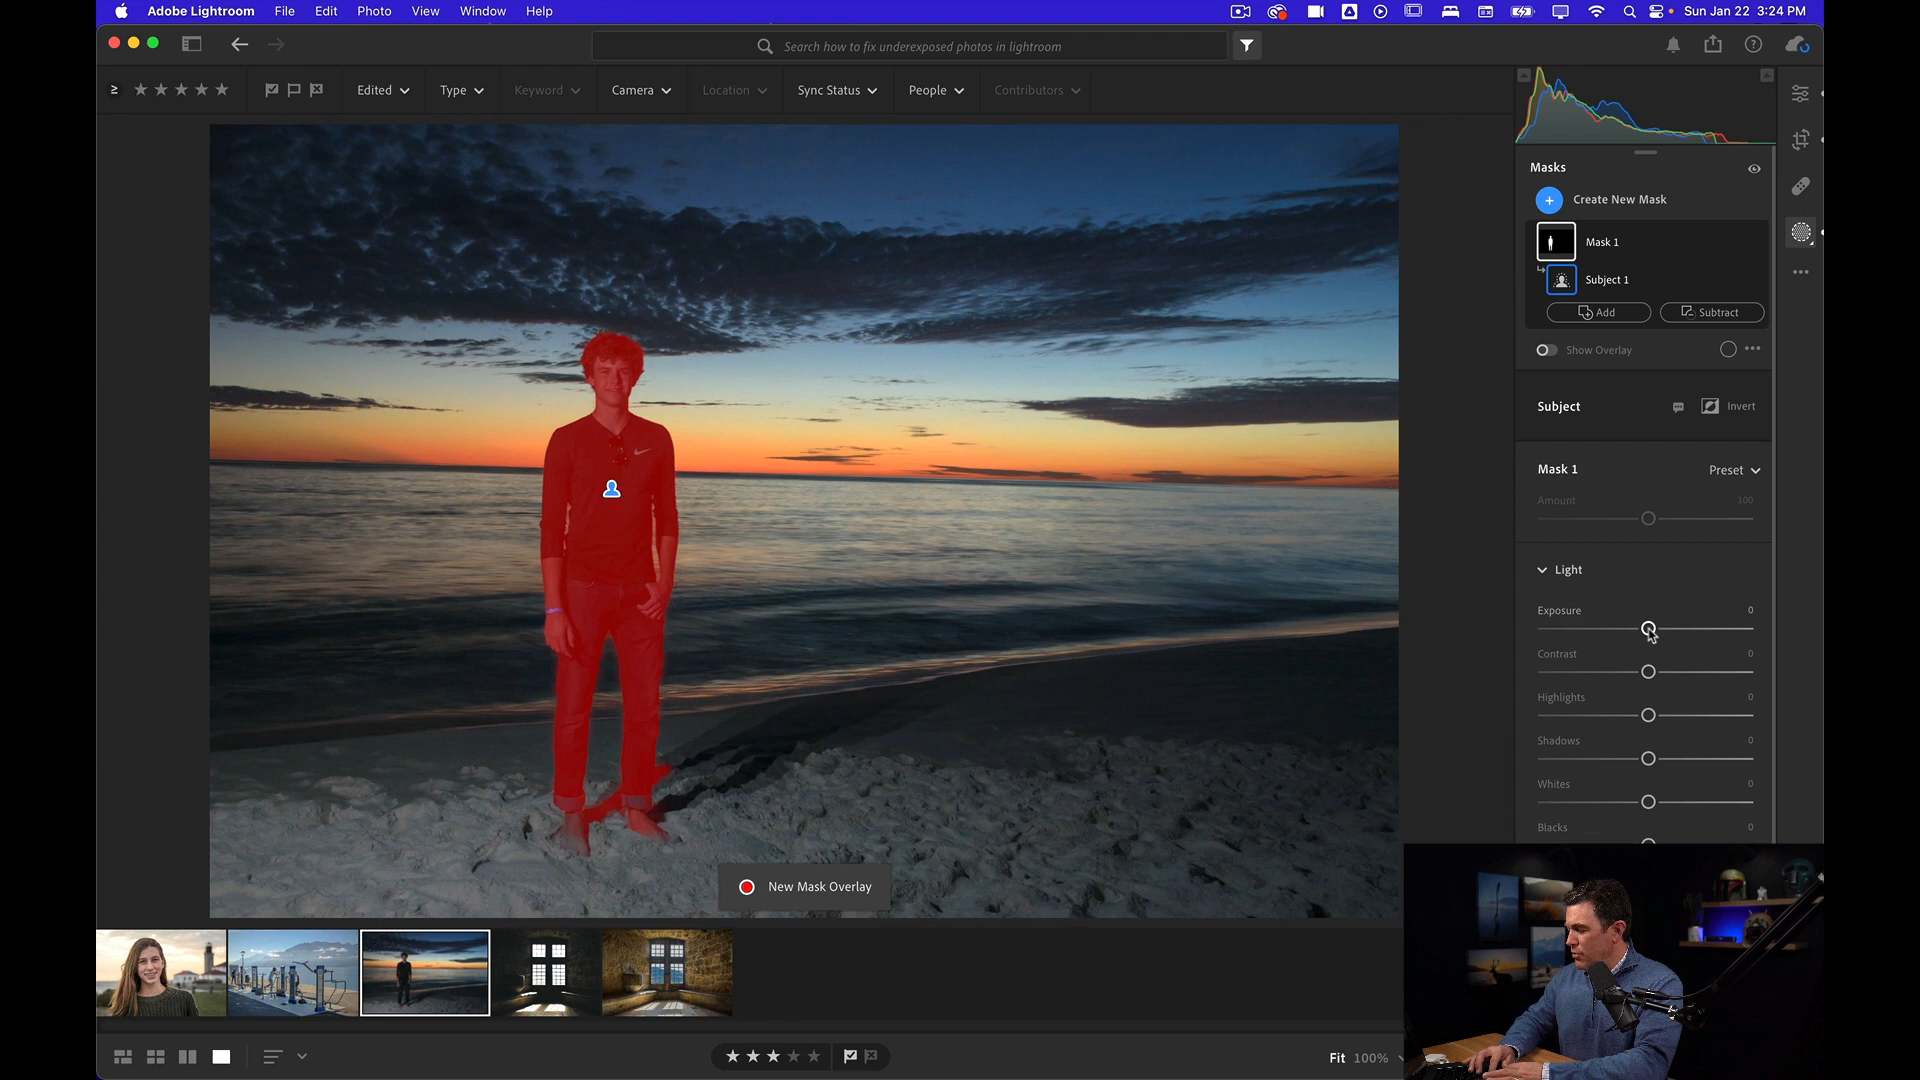 Adobe Lightroom File Edit Photo View Window Help Sun Jan 22 3:24 PM
Search how to fix underexposed photos in lightroom
≥ Edited Type Keyword Camera Location Sync Status People Contributors
Masks
Create New Mask
Mask 1
Subject 1
Add Subtract
Show Overlay
Subject Invert
Mask 1 Preset
Amount 100
Light
Exposure 0
Contrast 0
Highlights 0
Shadows 0
Whites 0
Blacks 0
New Mask Overlay
Fit 100%